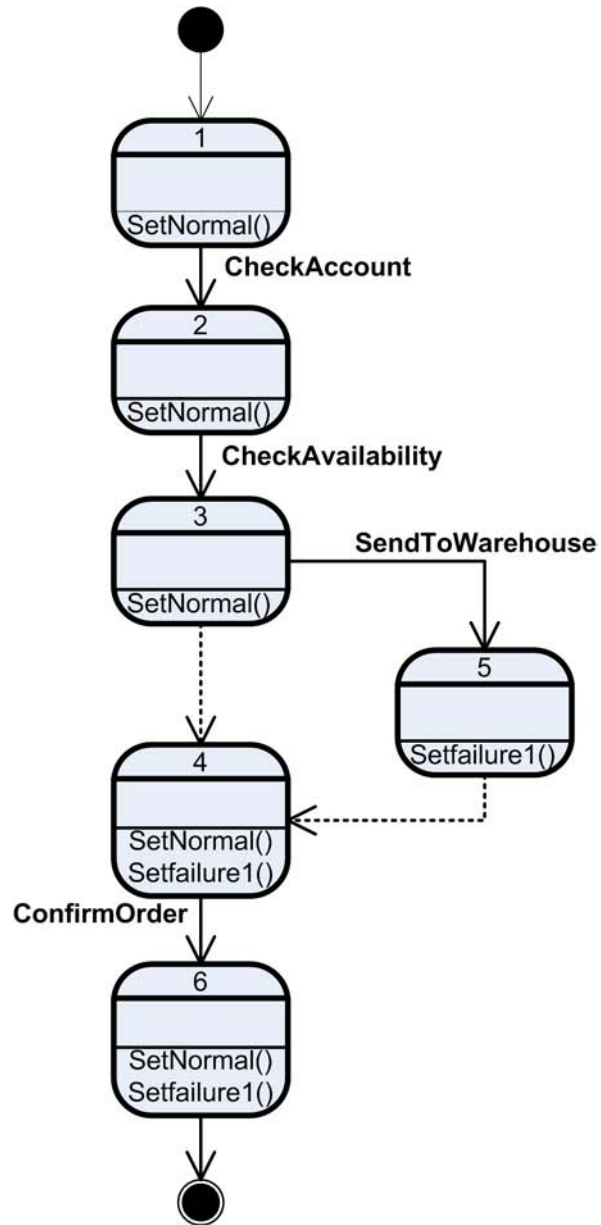 1
SetNormal()
CheckAccount
2
SetNormal()
CheckAvailability
3
SetNormal()
SendToWarehouse
5
Setfailure1()
4
SetNormal()
Setfailure1()
ConfirmOrder
6
SetNormal()
Setfailure1()